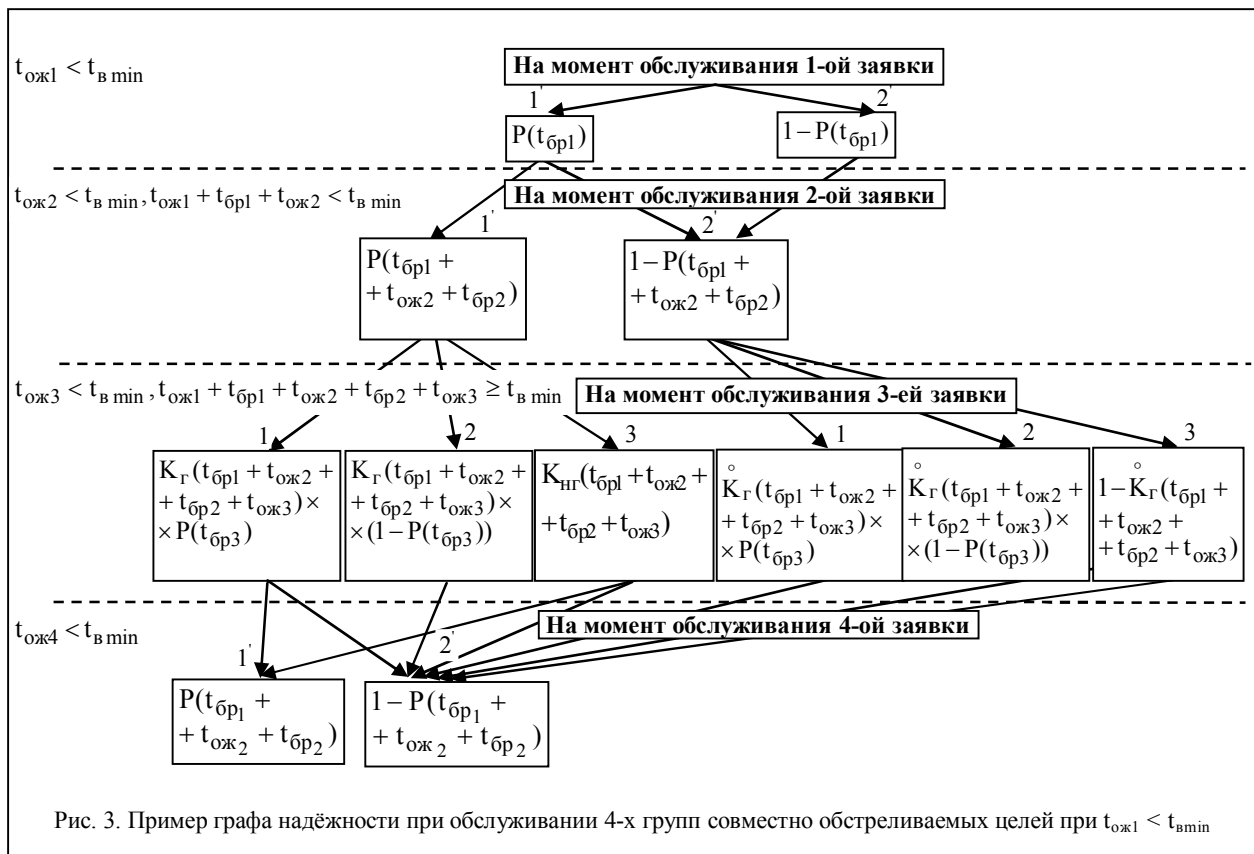 t_ож1 < t_в min
На момент обслуживания 1-ой заявки
1'
2'
P(t_бр1)
1−P(t_бр1)
t_ож2 < t_в min, t_ож1 + t_бр1 + t_ож2 < t_в min
На момент обслуживания 2-ой заявки
1'
2'
P(t_бр1 +
+ t_ож2 + t_бр2)
1−P(t_бр1 +
+ t_ож2 + t_бр2)
t_ож3 < t_в min, t_ож1 + t_бр1 + t_ож2 + t_бр2 + t_ож3 ≥ t_в min
На момент обслуживания 3-ей заявки
1
2
3
1
2
3
K_г(t_бр1 + t_ож2 +
+ t_бр2 + t_ож3)×
×P(t_бр3)
K_г(t_бр1 + t_ож2 +
+ t_бр2 + t_ож3)×
×(1−P(t_бр3))
K_нг(t_бр1 + t_ож2 +
+ t_бр2 + t_ож3)
K̊_г(t_бр1 + t_ож2 +
+ t_бр2 + t_ож3)×
×P(t_бр3)
K̊_г(t_бр1 + t_ож2 +
+ t_бр2 + t_ож3)×
×(1−P(t_бр3))
1−K̊_г(t_бр1 +
+ t_ож2 +
+ t_бр2 + t_ож3)
t_ож4 < t_в min
На момент обслуживания 4-ой заявки
1'
2'
P(t_бр1 +
+ t_ож2 + t_бр2)
1−P(t_бр1 +
+ t_ож2 + t_бр2)
Рис. 3. Пример графа надёжности при обслуживании 4-х групп совместно обстреливаемых целей при t_ож1 < t_вmin